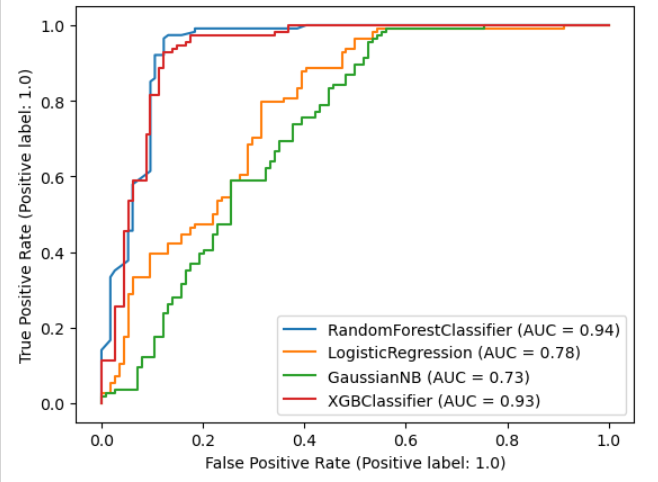 1.0
0.8
0.6
0.4
0.2
0.0
True Positive Rate (Positive label: 1.0)
RandomForestClassifier (AUC = 0.94)
LogisticRegression (AUC = 0.78)
GaussianNB (AUC = 0.73)
XGBClassifier (AUC = 0.93)
0.0 0.2 0.4 0.6 0.8 1.0
False Positive Rate (Positive label: 1.0)